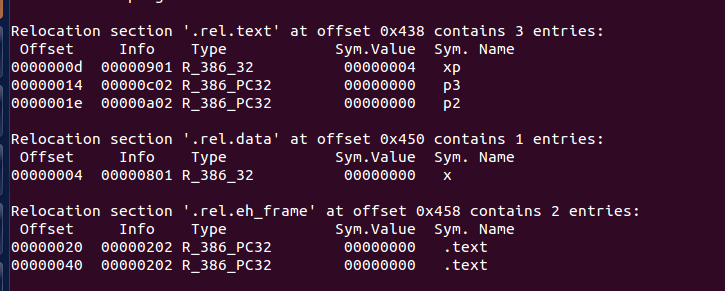 Relocation section '.rel.text' at offset 0x438 contains 3 entries:
 Offset     Info    Type            Sym.Value  Sym. Name
0000000d  00000901 R_386_32          00000004   xp
00000014  00000c02 R_386_PC32        00000000   p3
0000001e  00000a02 R_386_PC32        00000000   p2
Relocation section '.rel.data' at offset 0x450 contains 1 entries:
 Offset     Info    Type            Sym.Value  Sym. Name
00000004  00000801 R_386_32          00000000   x
Relocation section '.rel.eh_frame' at offset 0x458 contains 2 entries:
 Offset     Info    Type            Sym.Value  Sym. Name
00000020  00000202 R_386_PC32        00000000   .text
00000040  00000202 R_386_PC32        00000000   .text